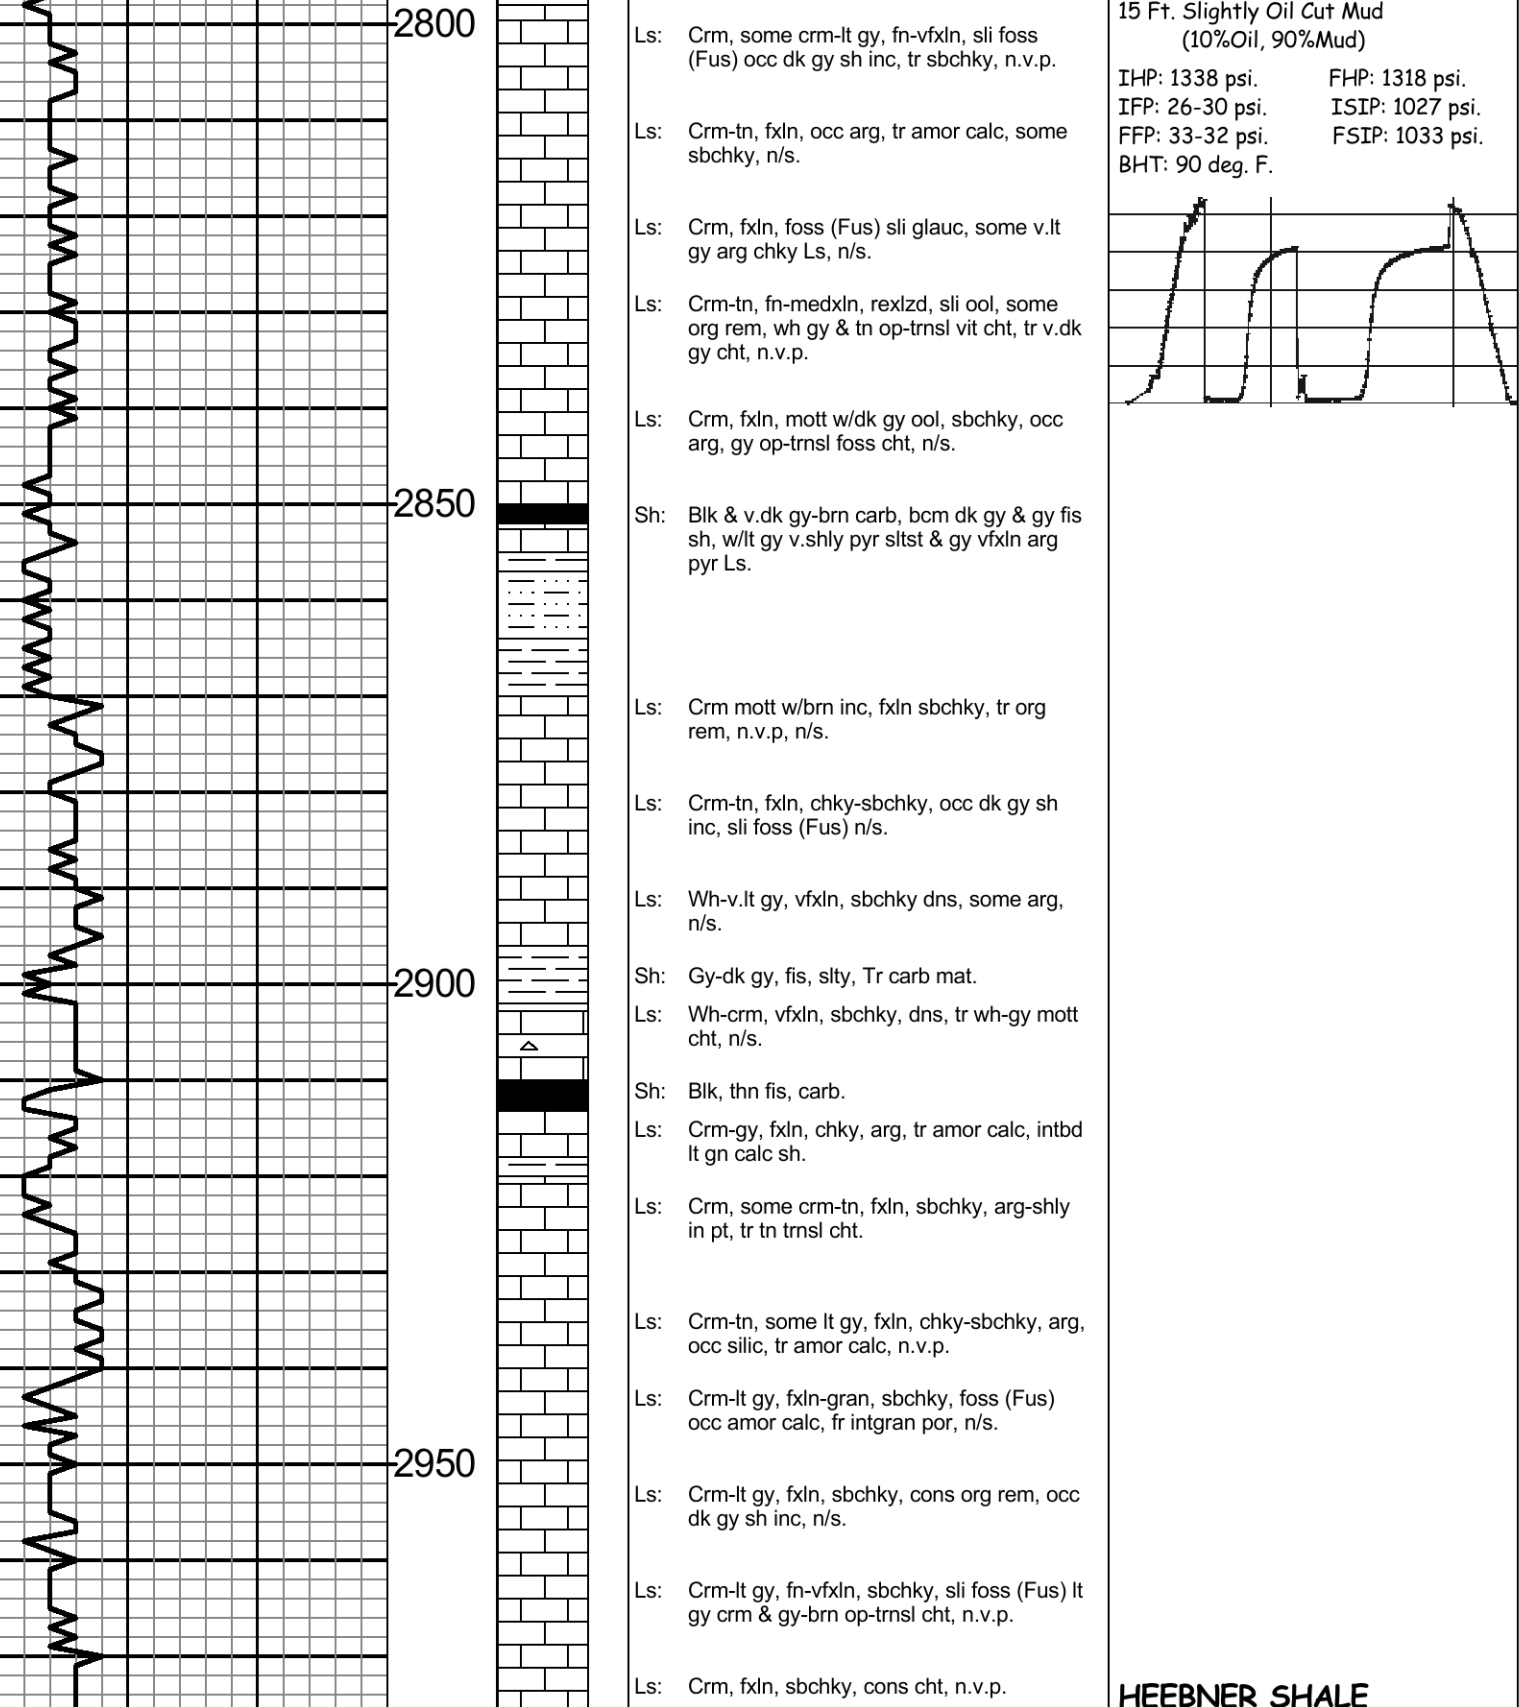 2800
2850
2900
2950
Ls: Crm, some crm-lt gy, fn-vfxln, sli foss
(Fus) occ dk gy sh inc, tr sbchky, n.v.p.
Ls: Crm-tn, fxln, occ arg, tr amor calc, some
sbchky, n/s.
Ls: Crm, fxln, foss (Fus) sli glauc, some v.lt
gy arg chky Ls, n/s.
Ls: Crm-tn, fn-medxln, rexlzd, sli ool, some
org rem, wh gy & tn op-trnsl vit cht, tr v.dk
gy cht, n.v.p.
Ls: Crm, fxln, mott w/dk gy ool, sbchky, occ
arg, gy op-trnsl foss cht, n/s.
Sh: Blk & v.dk gy-brn carb, bcm dk gy & gy fis
sh, w/lt gy v.shly pyr sltst & gy vfxln arg
pyr Ls.
Ls: Crm mott w/brn inc, fxln sbchky, tr org
rem, n.v.p, n/s.
Ls: Crm-tn, fxln, chky-sbchky, occ dk gy sh
inc, sli foss (Fus) n/s.
Ls: Wh-v.lt gy, vfxln, sbchky dns, some arg,
n/s.
Sh: Gy-dk gy, fis, slty, Tr carb mat.
Ls: Wh-crm, vfxln, sbchky, dns, tr wh-gy mott
cht, n/s.
Sh: Blk, thn fis, carb.
Ls: Crm-gy, fxln, chky, arg, tr amor calc, intbd
lt gn calc sh.
Ls: Crm, some crm-tn, fxln, sbchky, arg-shly
in pt, tr tn trnsl cht.
Ls: Crm-tn, some lt gy, fxln, chky-sbchky, arg,
occ silic, tr amor calc, n.v.p.
Ls: Crm-lt gy, fxln-gran, sbchky, foss (Fus)
occ amor calc, fr intgran por, n/s.
Ls: Crm-lt gy, fxln, sbchky, cons org rem, occ
dk gy sh inc, n/s.
Ls: Crm-lt gy, fn-vfxln, sbchky, sli foss (Fus) lt
gy crm & gy-brn op-trnsl cht, n.v.p.
Ls: Crm, fxln, sbchky, cons cht, n.v.p.
15 Ft. Slightly Oil Cut Mud
(10%Oil, 90%Mud)
IHP: 1338 psi. FHP: 1318 psi.
IFP: 26-30 psi. ISIP: 1027 psi.
FFP: 33-32 psi. FSIP: 1033 psi.
BHT: 90 deg. F.
HEEBNER SHALE